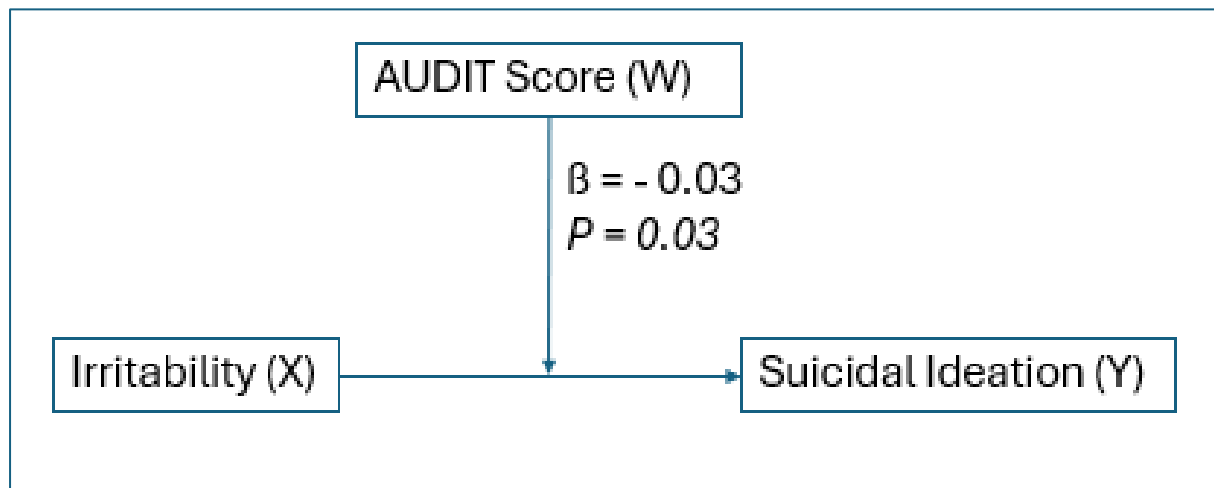 AUDIT Score (W)
ß = - 0.03
P = 0.03
Irritability (X)
Suicidal Ideation (Y)